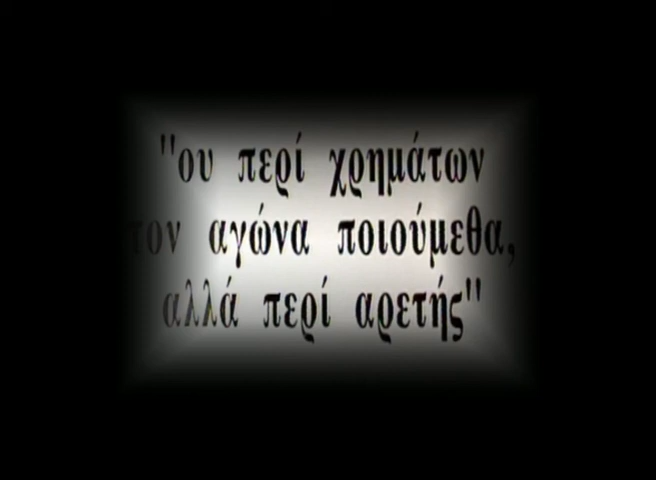 "ου περί χρημάτων
τον αγώνα ποιούμεθα,
αλλά περί αρετής"